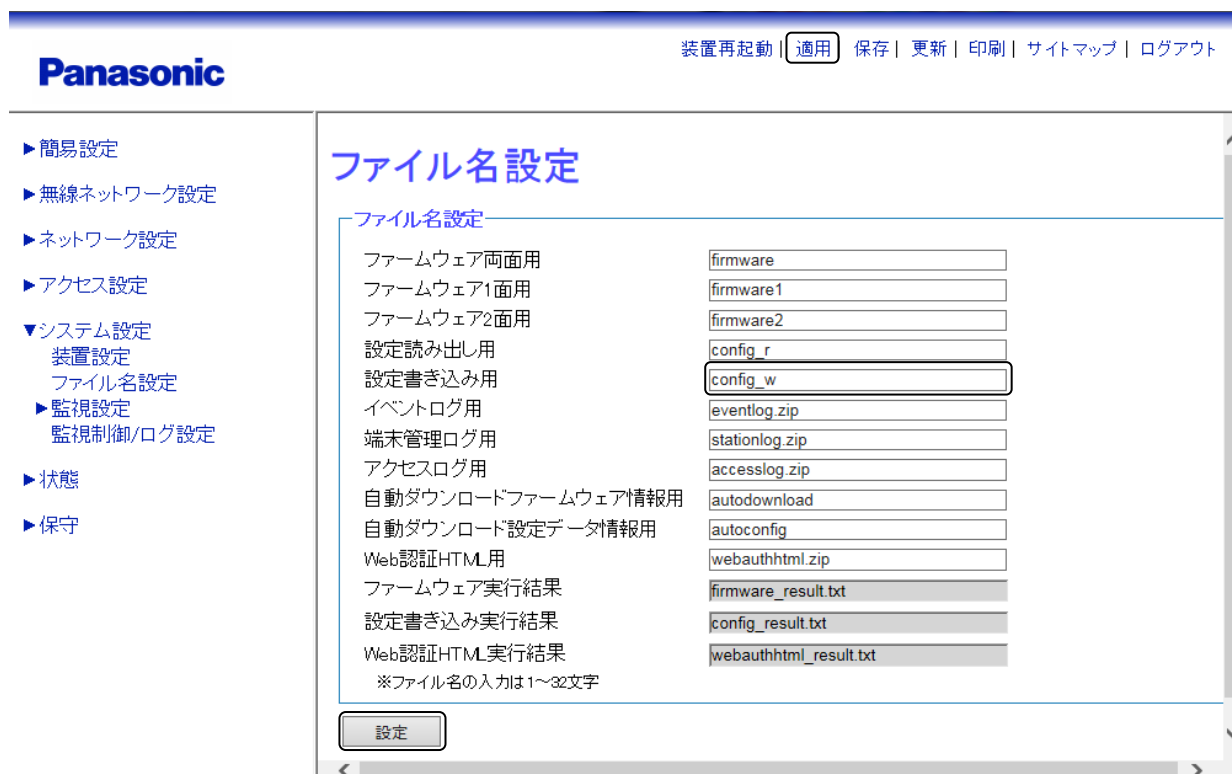 Panasonic
装置再起動 | 適用 保存 | 更新 | 印刷 | サイトマップ | ログアウト
▶簡易設定
▶無線ネットワーク設定
▶ネットワーク設定
▶アクセス設定
▼システム設定
装置設定
ファイル名設定
▶監視設定
監視制御/ログ設定
▶状態
▶保守
ファイル名設定
ファイル名設定
ファームウェア両面用 firmware
ファームウェア1面用 firmware1
ファームウェア2面用 firmware2
設定読み出し用 config_r
設定書き込み用 config_w
イベントログ用 eventlog.zip
端末管理ログ用 stationlog.zip
アクセスログ用 accesslog.zip
自動ダウンロードファームウェア情報用 autodownload
自動ダウンロード設定データ情報用 autoconfig
Web認証HTML用 webauthhtml.zip
ファームウェア実行結果 firmware_result.txt
設定書き込み実行結果 config_result.txt
Web認証HTML実行結果 webauthhtml_result.txt
※ファイル名の入力は1～32文字
設定